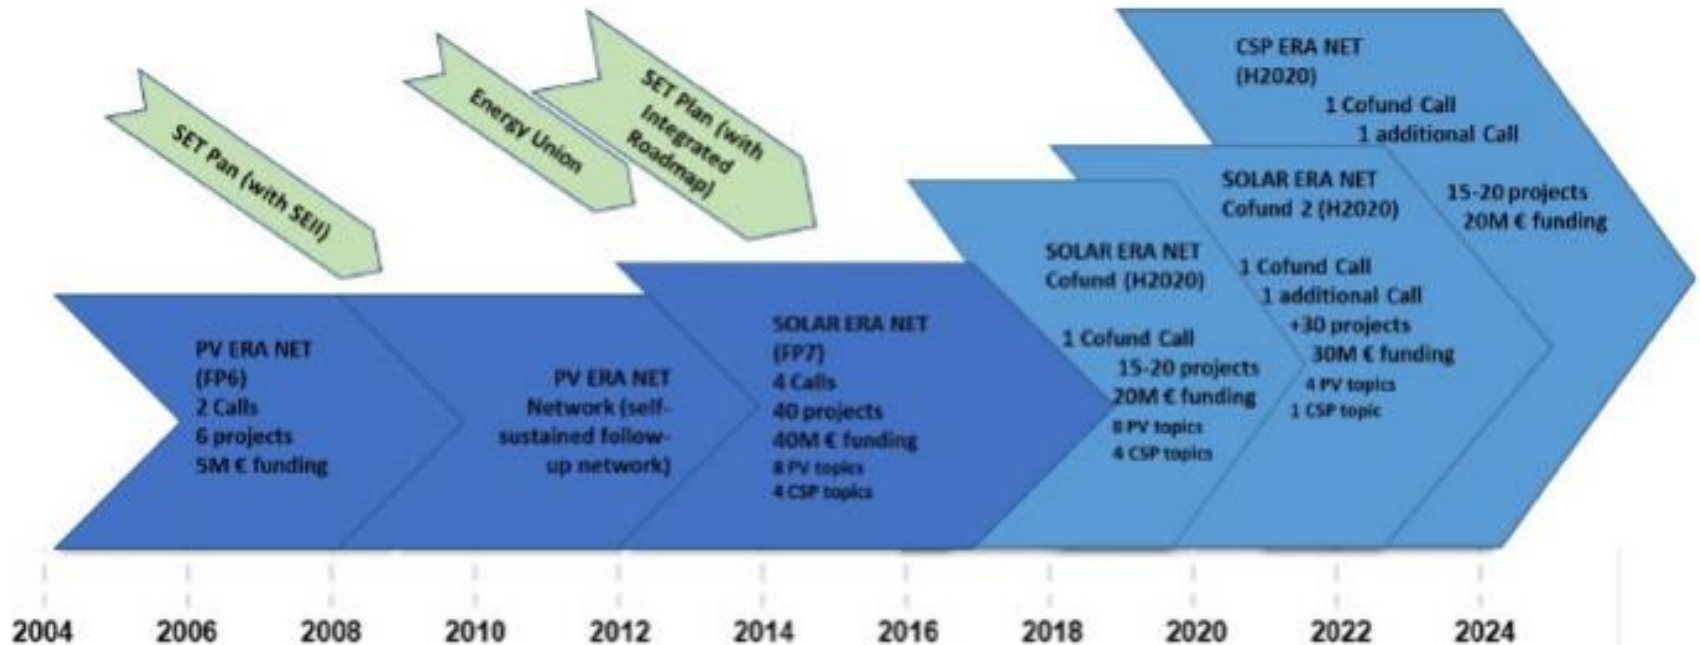 SET Pan (with SEII)
Energy Union
SET Plan (with
Integrated
Roadmap)
PV ERA NET
(FP6)
2 Calls
6 projects
5M € funding
PV ERA NET
Network (self-
sustained follow-
up network)
SOLAR ERA NET
(FP7)
4 Calls
40 projects
40M € funding
8 PV topics
4 CSP topics
SOLAR ERA NET
Cofund (H2020)
1 Cofund Call
15-20 projects
20M € funding
8 PV topics
4 CSP topics
SOLAR ERA NET
Cofund 2 (H2020)
1 Cofund Call
1 additional Call
+30 projects
30M € funding
4 PV topics
1 CSP topic
CSP ERA NET
(H2020)
1 Cofund Call
1 additional Call
15-20 projects
20M € funding
2004 2006 2008 2010 2012 2014 2016 2018 2020 2022 2024